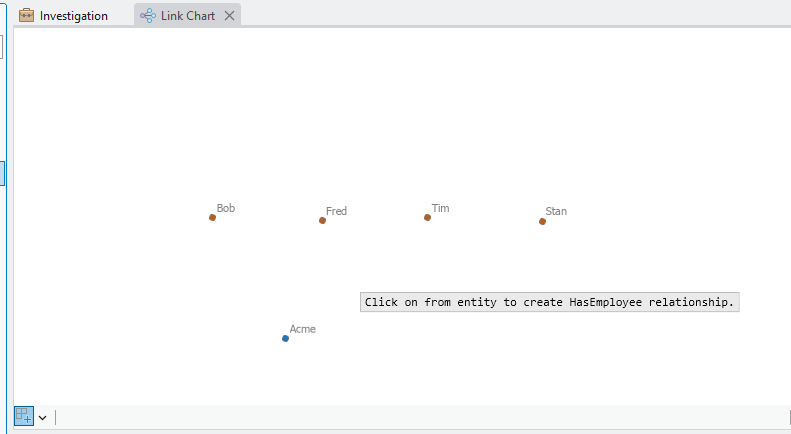 Investigation
Link Chart
Bob
Fred
Tim
Stan
Click on from entity to create HasEmployee relationship.
Acme